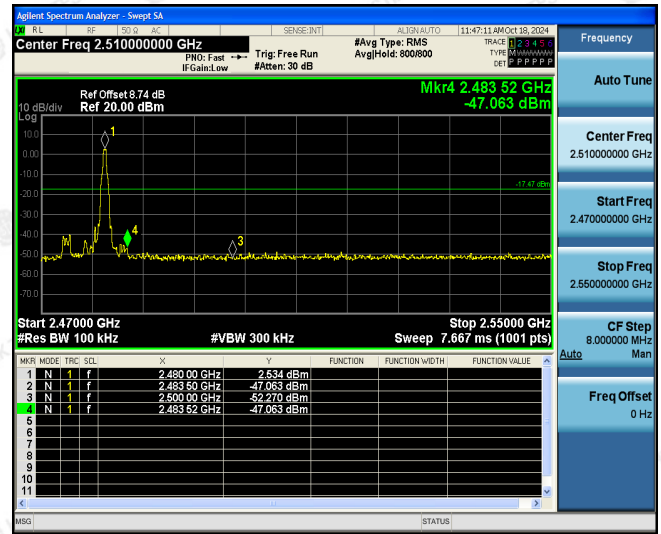 Agilent Spectrum Analyzer - Swept SA
LXI RL RF 50 Ω AC SENSE:INT ALIGN AUTO 11:47:11 AM Oct 18, 2024
Center Freq 2.510000000 GHz
PNO: Fast
IFGain:Low
Trig: Free Run
#Atten: 30 dB
#Avg Type: RMS
Avg|Hold: 800/800
TRACE 1 2 3 4 5 6
TYPE MWWWWW
DET P P P P P P
Ref Offset 8.74 dB
10 dB/div Ref 20.00 dBm
Log
Mkr4 2.483 52 GHz
-47.063 dBm
10.0
0.00
-10.0
-20.0
-30.0
-40.0
-50.0
-60.0
-70.0
1
4
3
-17.47 dBm
Start 2.47000 GHz Stop 2.55000 GHz
#Res BW 100 kHz #VBW 300 kHz Sweep 7.667 ms (1001 pts)
MKR MODE TRC SCL X Y FUNCTION FUNCTION WIDTH FUNCTION VALUE
1 N 1 f 2.480 00 GHz 2.534 dBm
2 N 1 f 2.483 50 GHz -47.063 dBm
3 N 1 f 2.500 00 GHz -52.270 dBm
4 N 1 f 2.483 52 GHz -47.063 dBm
5
6
7
8
9
10
11
MSG STATUS
Frequency
Auto Tune
Center Freq
2.510000000 GHz
Start Freq
2.470000000 GHz
Stop Freq
2.550000000 GHz
CF Step
8.000000 MHz
Auto Man
Freq Offset
0 Hz